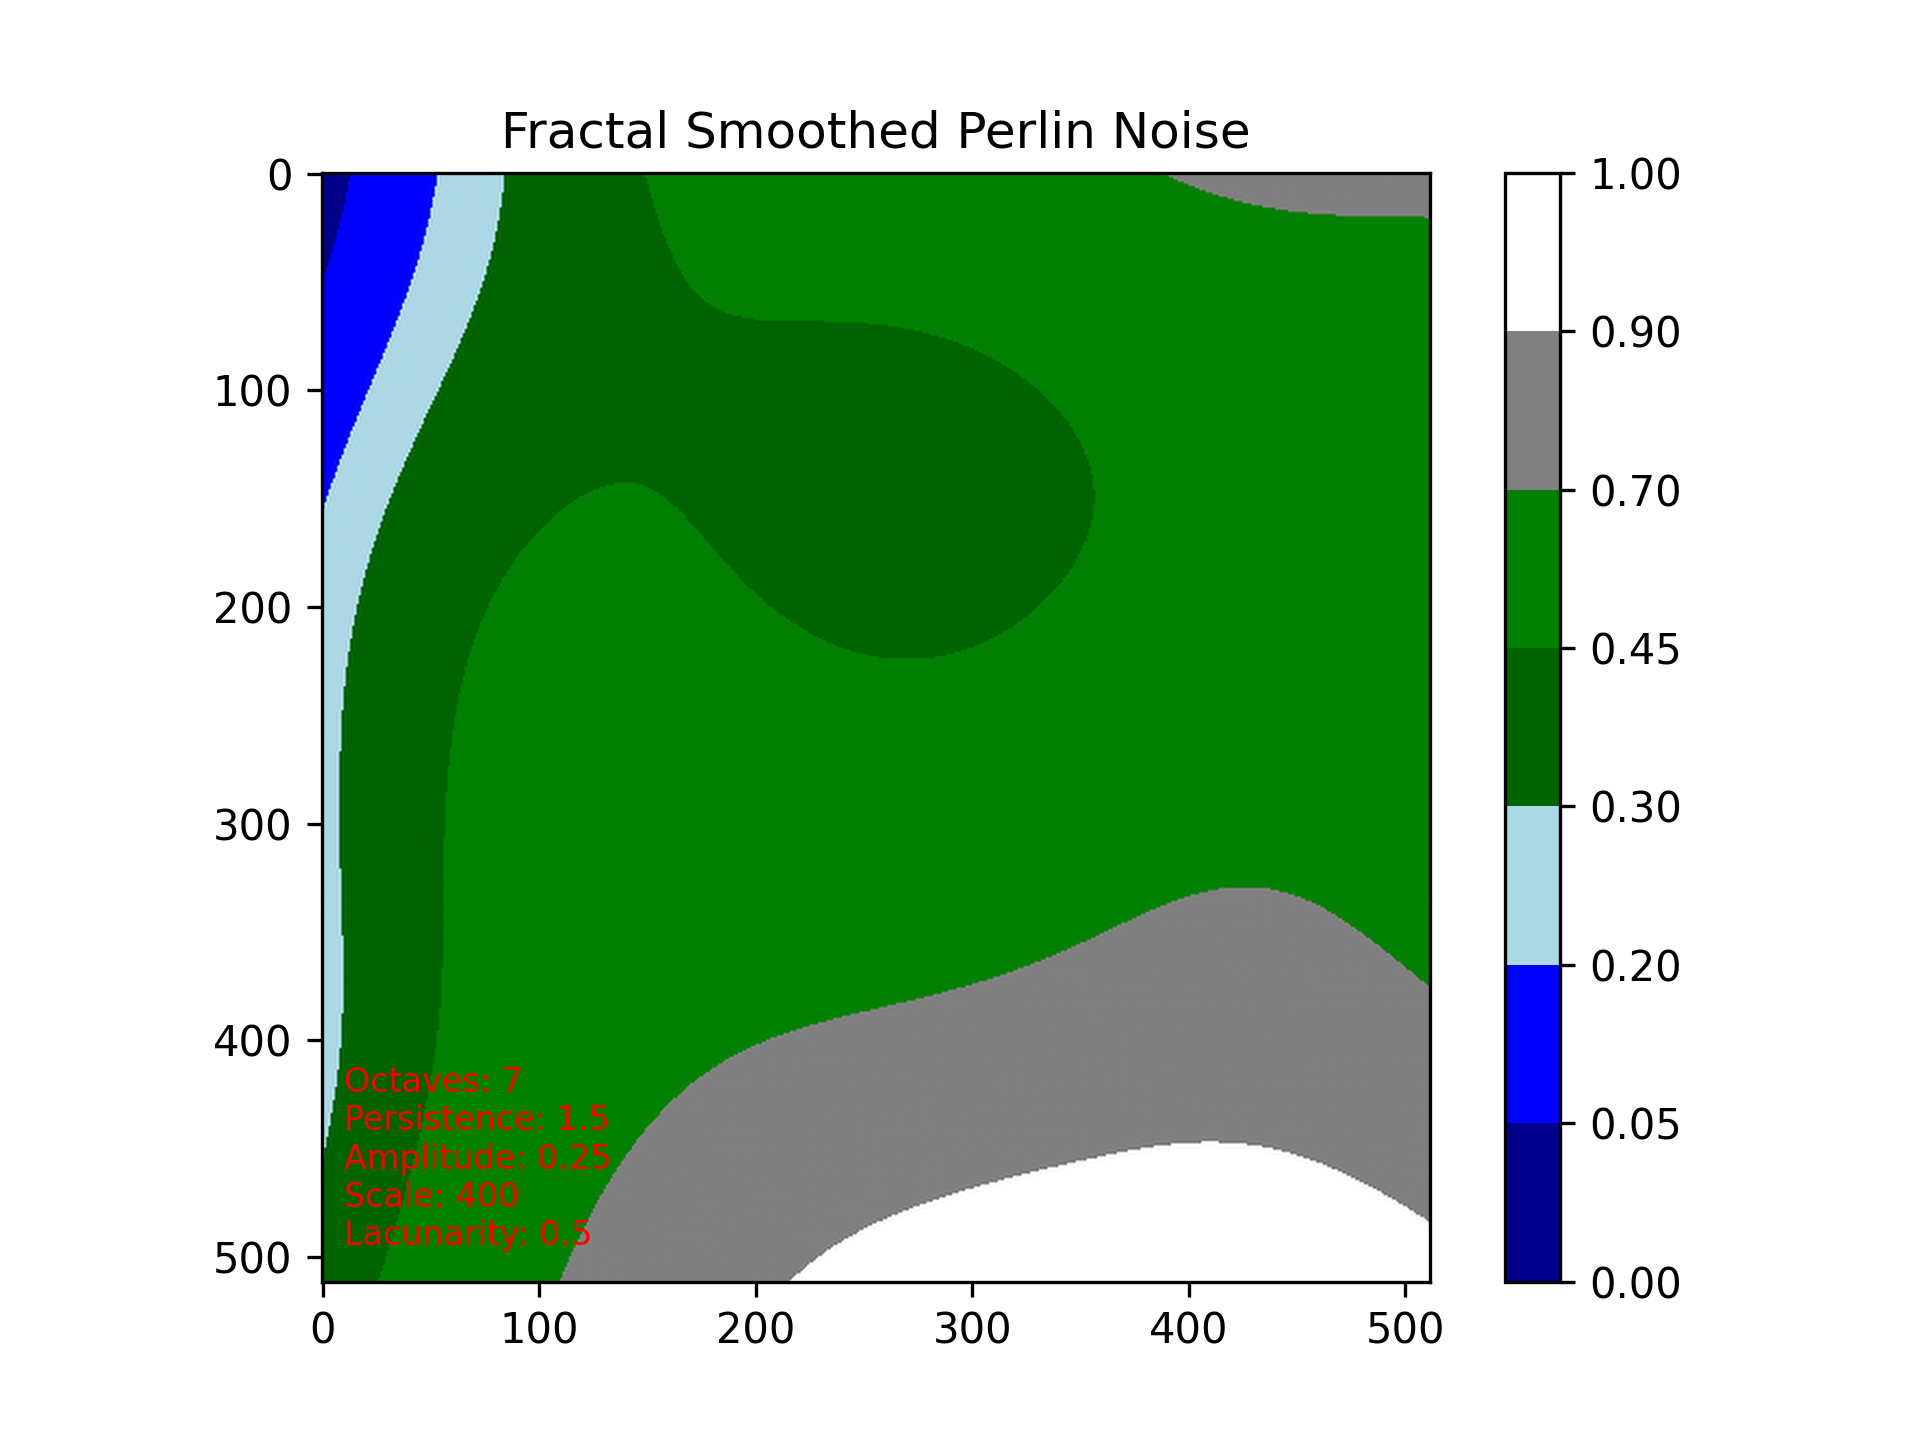 Fractal Smoothed Perlin Noise
0
100
200
300
400
500
Octaves: 7
Persistence: 1.5
Amplitude: 0.25
Scale: 400
Lacunarity: 0.5
0 100 200 300 400 500
1.00
0.90
0.70
0.45
0.30
0.20
0.05
0.00